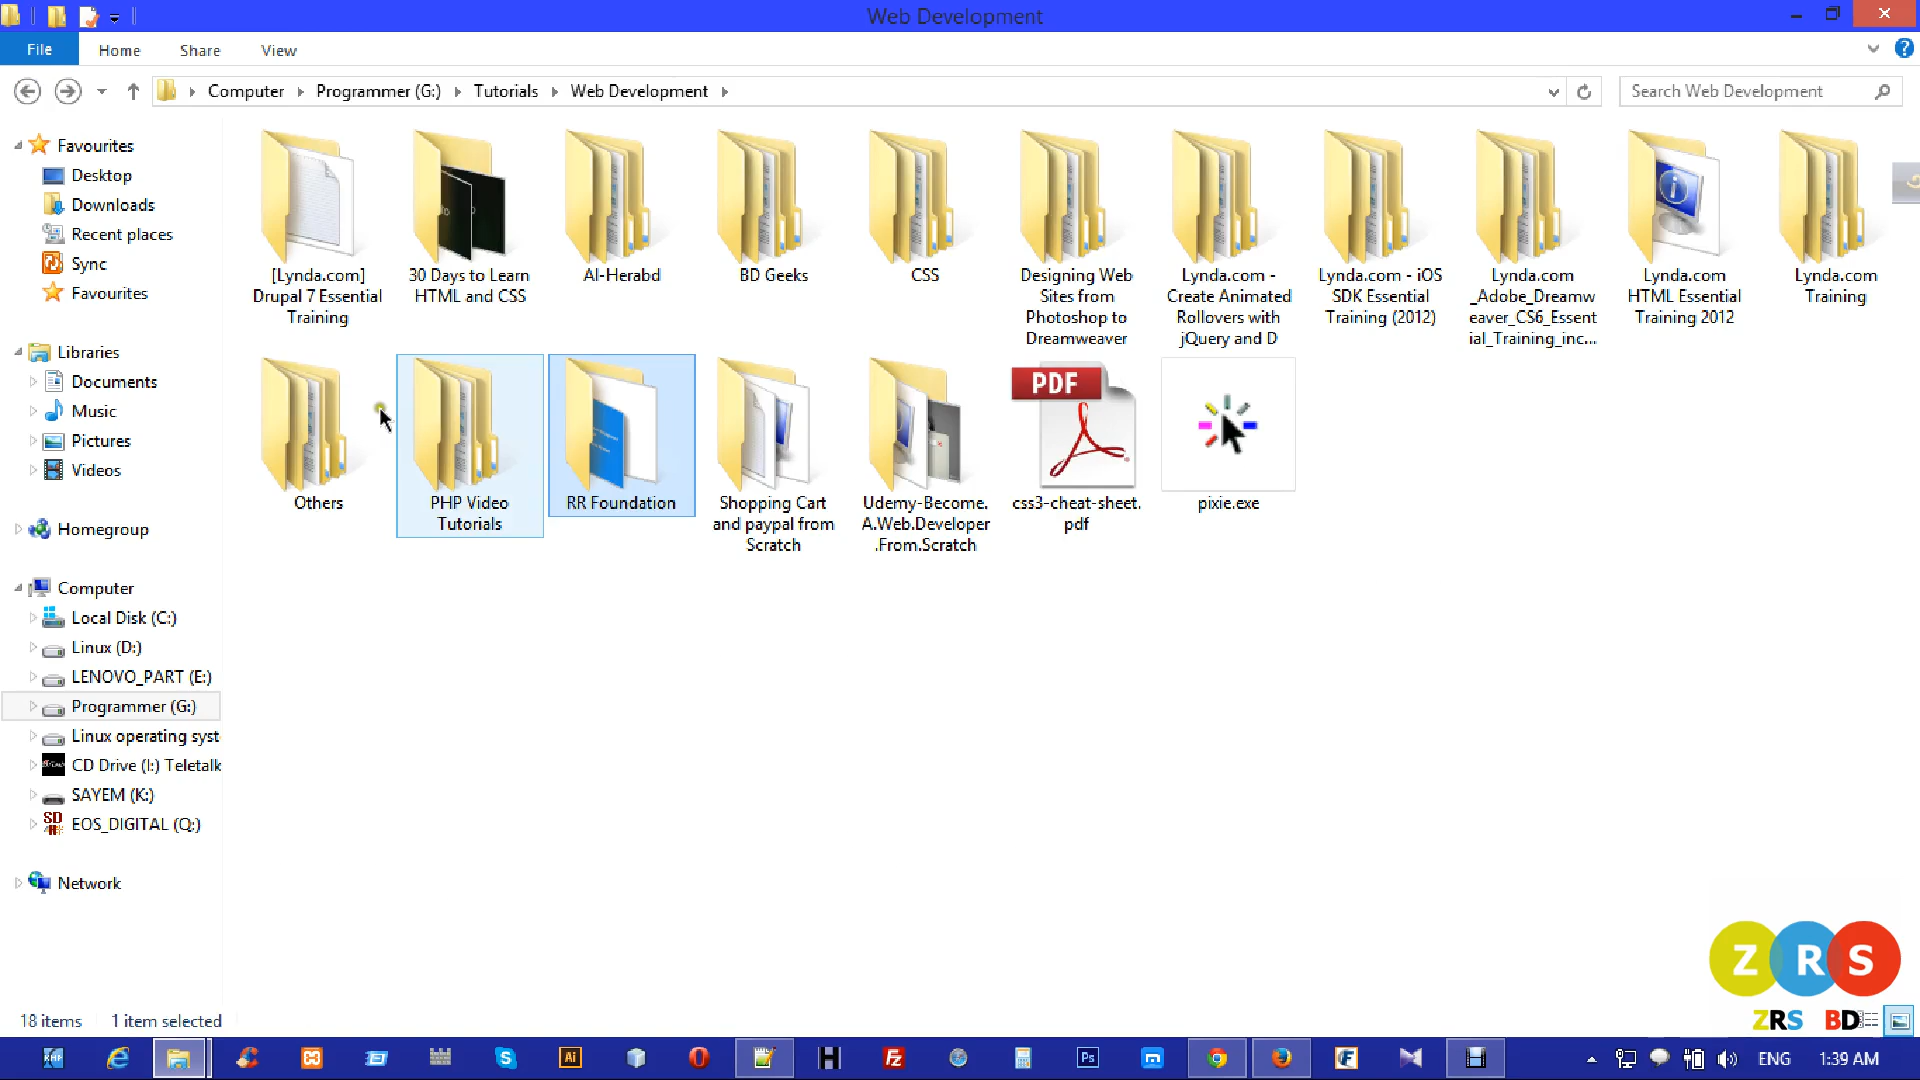 Web Development
File Home Share View
Computer Programmer (G:) Tutorials Web Development
Search Web Development
Favourites
Desktop
Downloads
Recent places
Sync
Favourites
Libraries
Documents
Music
Pictures
Videos
Homegroup
Computer
Local Disk (C:)
Linux (D:)
LENOVO_PART (E:)
Programmer (G:)
Linux operating syst
CD Drive (I:) Teletalk
SAYEM (K:)
EOS_DIGITAL (Q:)
Network
[Lynda.com]
Drupal 7 Essential
Training
30 Days to Learn
HTML and CSS
Al-Herabd
BD Geeks
CSS
Designing Web
Sites from
Photoshop to
Dreamweaver
Lynda.com -
Create Animated
Rollovers with
jQuery and D
Lynda.com - iOS
SDK Essential
Training (2012)
Lynda.com
_Adobe_Dreamw
eaver_CS6_Essent
ial_Training_inc...
Lynda.com
HTML Essential
Training 2012
Lynda.com
Training
Others
PHP Video
Tutorials
RR Foundation
Shopping Cart
and paypal from
Scratch
Udemy-Become.
A.Web.Developer
.From.Scratch
PDF
css3-cheat-sheet.
pdf
pixie.exe
ZRS
ZRS BD
18 items 1 item selected
ENG 1:39 AM